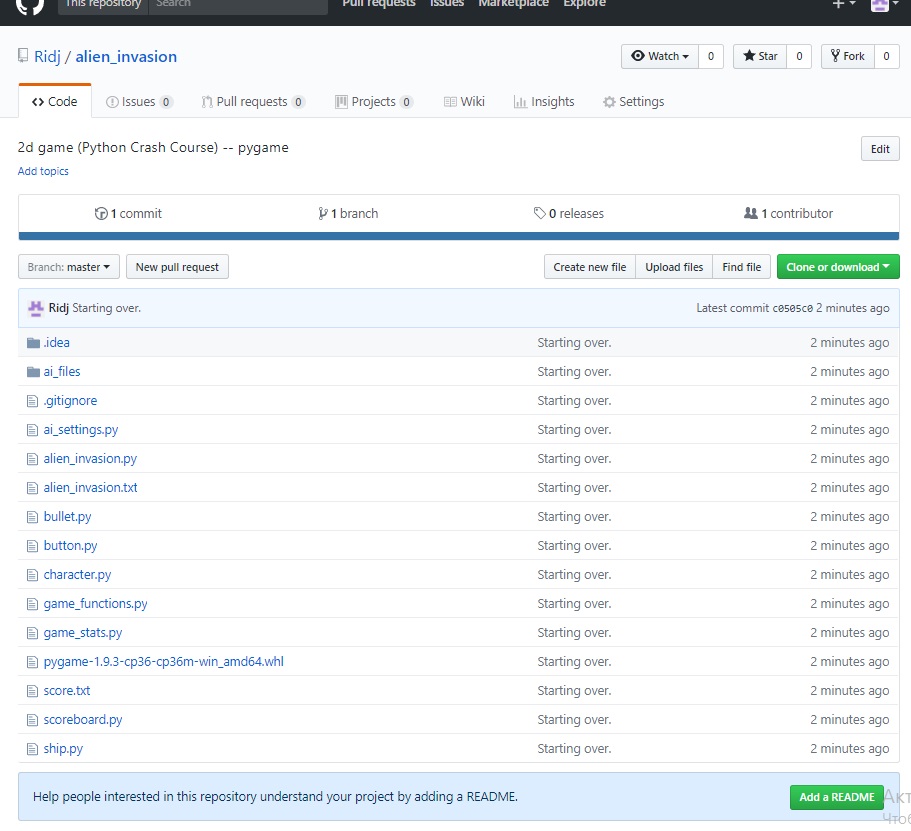 This repository Search Pull requests Issues Marketplace Explore
Ridj / alien_invasion Watch 0 Star 0 Fork 0
Code Issues 0 Pull requests 0 Projects 0 Wiki Insights Settings
2d game (Python Crash Course) -- pygame Edit
Add topics
1 commit 1 branch 0 releases 1 contributor
Branch: master New pull request Create new file Upload files Find file Clone or download
Ridj Starting over. Latest commit c0505c0 2 minutes ago
.idea Starting over. 2 minutes ago
ai_files Starting over. 2 minutes ago
.gitignore Starting over. 2 minutes ago
ai_settings.py Starting over. 2 minutes ago
alien_invasion.py Starting over. 2 minutes ago
alien_invasion.txt Starting over. 2 minutes ago
bullet.py Starting over. 2 minutes ago
button.py Starting over. 2 minutes ago
character.py Starting over. 2 minutes ago
game_functions.py Starting over. 2 minutes ago
game_stats.py Starting over. 2 minutes ago
pygame-1.9.3-cp36-cp36m-win_amd64.whl Starting over. 2 minutes ago
score.txt Starting over. 2 minutes ago
scoreboard.py Starting over. 2 minutes ago
ship.py Starting over. 2 minutes ago
Help people interested in this repository understand your project by adding a README. Add a README